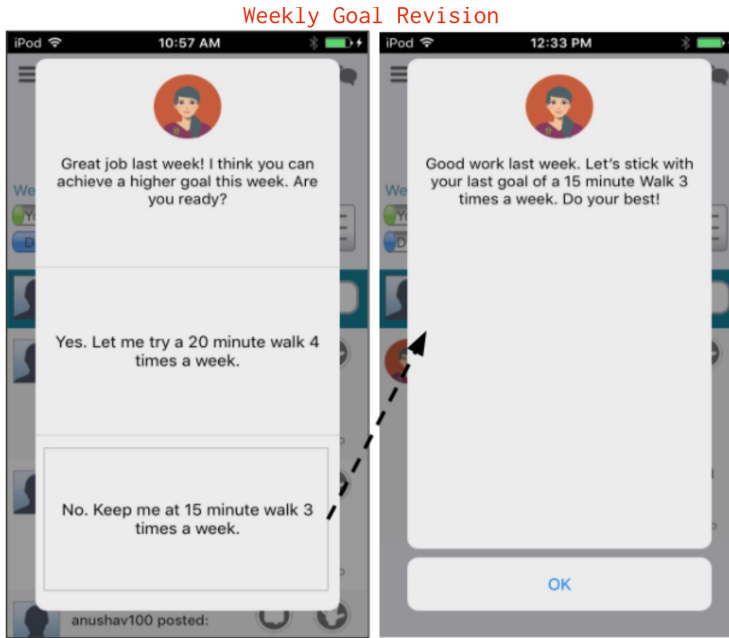 Weekly Goal Revision
iPod 10:57 AM
Great job last week! I think you can
achieve a higher goal this week. Are
you ready?
We
Yes. Let me try a 20 minute walk 4
times a week.
No. Keep me at 15 minute walk 3
times a week.
anushav100 posted:
iPod 12:33 PM
Good work last week. Let's stick with
your last goal of a 15 minute Walk 3
times a week. Do your best!
We
OK